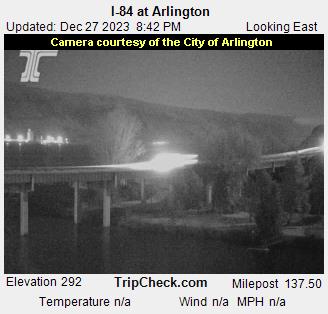 I-84 at Arlington
Updated: Dec 27 2023 8:42 PM Looking East
Camera courtesy of the City of Arlington
Elevation 292 TripCheck.com Milepost 137.50
Temperature n/a Wind n/a MPH n/a